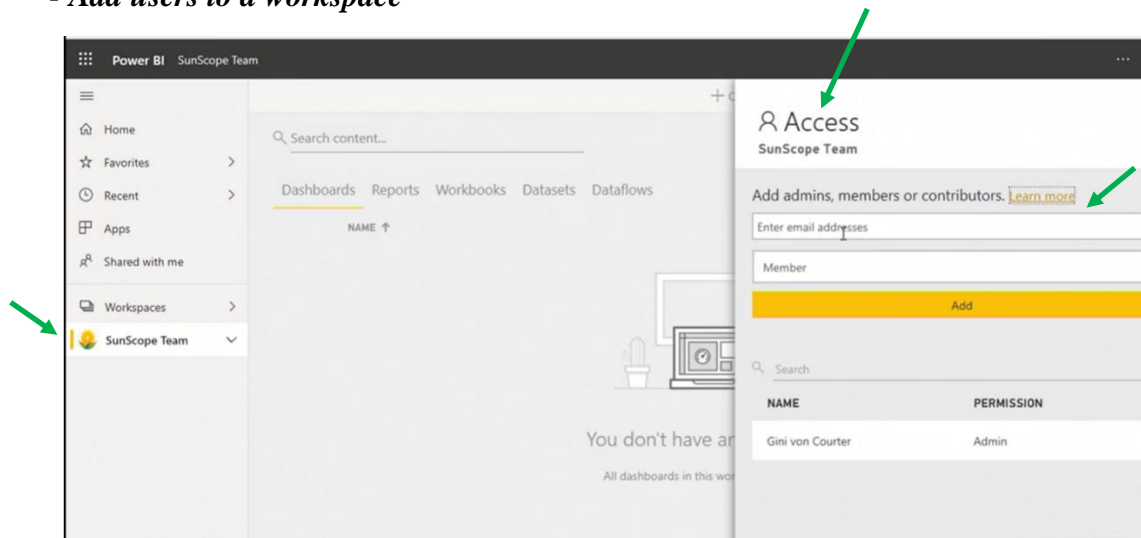 - Add users to a workspace
Power BI SunScope Team
Home
Favorites
Recent
Apps
Shared with me
Workspaces
SunScope Team
Search content...
Dashboards Reports Workbooks Datasets Dataflows
NAME
You don't have
All dashboards in this
Access
SunScope Team
Add admins, members or contributors. Learn more
Enter email addresses
Member
Add
Search
NAME PERMISSION
Gini von Courter Admin